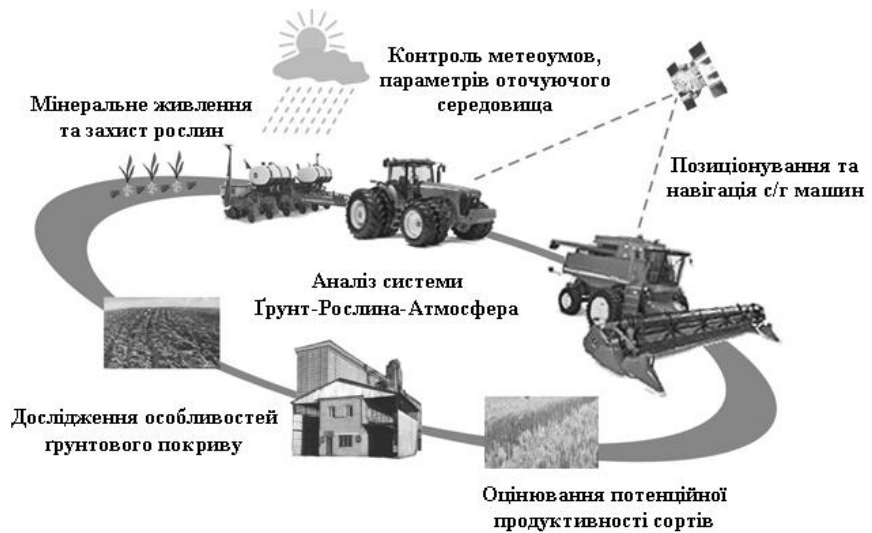 Контроль метеоумов,
параметрів оточуючого
середовища
Мінеральне живлення
та захист рослин
Позиціонування та
навігація с/г машин
Аналіз системи
Ґрунт-Рослина-Атмосфера
Дослідження особливостей
ґрунтового покриву
Оцінювання потенційної
продуктивності сортів